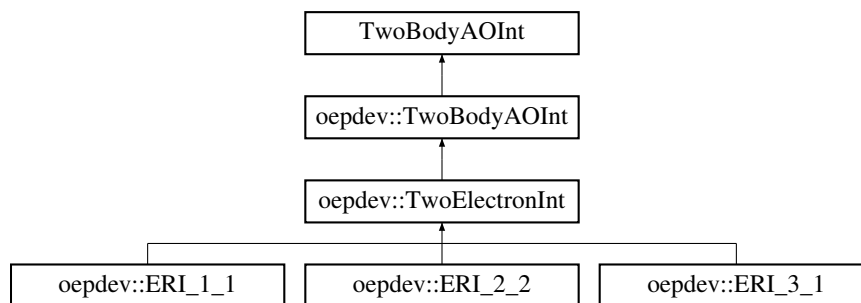 TwoBodyAOInt
oepdev::TwoBodyAOInt
oepdev::TwoElectronInt
oepdev::ERI_1_1 oepdev::ERI_2_2 oepdev::ERI_3_1